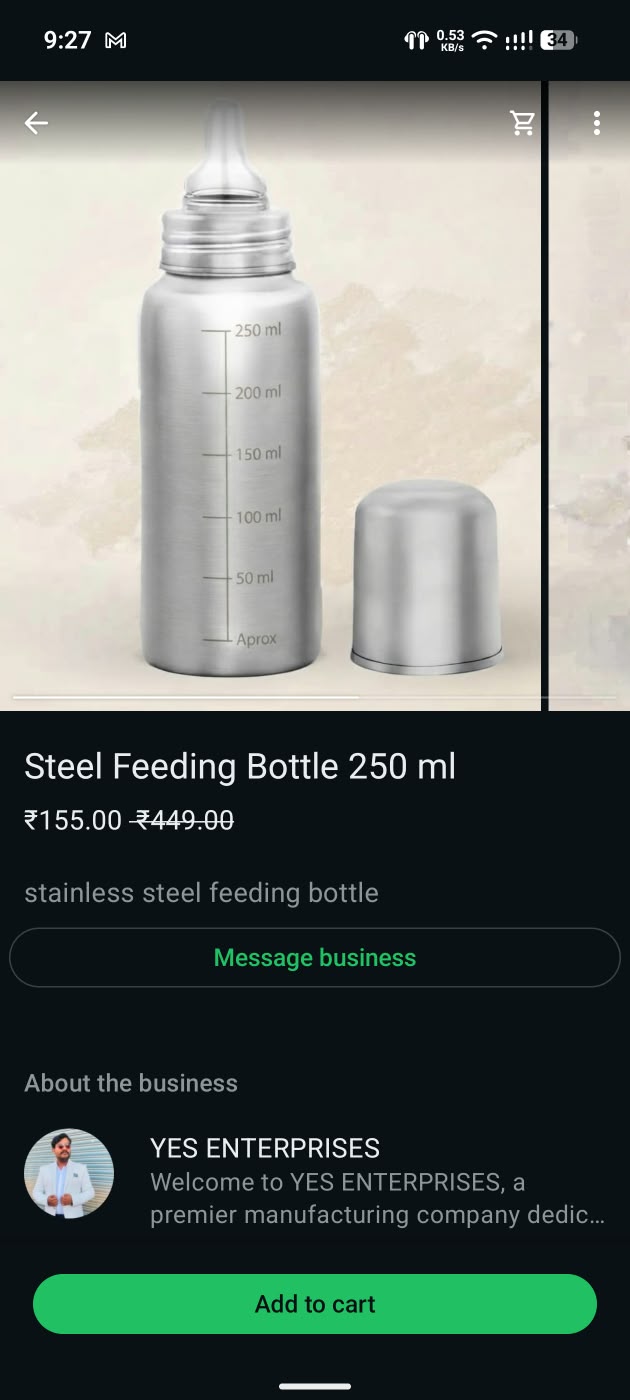 9:27
0.53
KB/s
34
250 ml
200 ml
150 ml
100 ml
50 ml
Aprox
Steel Feeding Bottle 250 ml
₹155.00 ₹449.00
stainless steel feeding bottle
Message business
About the business
YES ENTERPRISES
Welcome to YES ENTERPRISES, a
premier manufacturing company dedic...
Add to cart